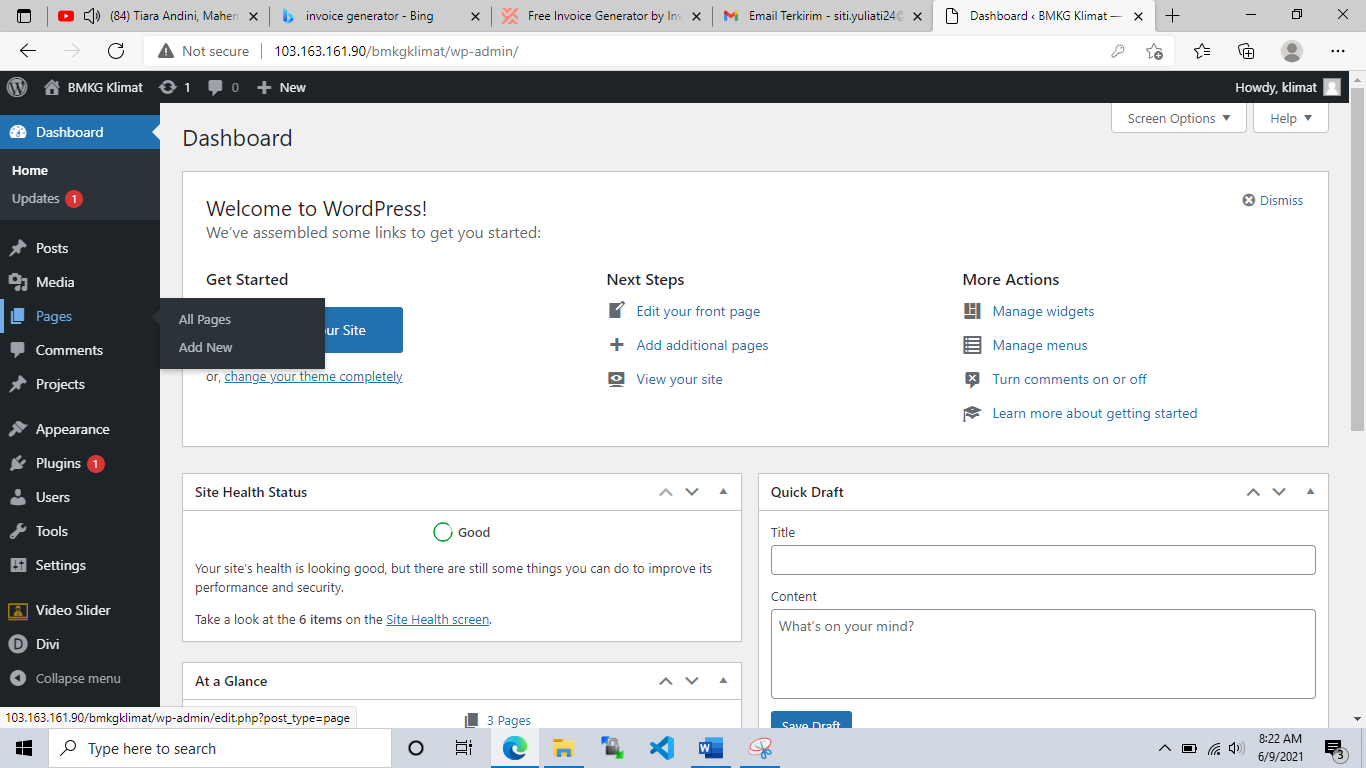 (84) Tiara Andini, Mahen
invoice generator - Bing
Free Invoice Generator by Inv
Email Terkirim - siti.yuliati24@
Dashboard ‹ BMKG Klimat —
Not secure
103.163.161.90/bmkgklimat/wp-admin/
BMKG Klimat
1
0
New
Howdy, klimat
Dashboard
Home
Updates 1
Posts
Media
Pages
All Pages
Add New
Comments
Projects
Appearance
Plugins 1
Users
Tools
Settings
Video Slider
Divi
Collapse menu
Screen Options
Help
Dashboard
Welcome to WordPress!
We've assembled some links to get you started:
Dismiss
Get Started
our Site
or, change your theme completely
Next Steps
Edit your front page
Add additional pages
View your site
More Actions
Manage widgets
Manage menus
Turn comments on or off
Learn more about getting started
Site Health Status
Good
Your site's health is looking good, but there are still some things you can do to improve its
performance and security.
Take a look at the 6 items on the Site Health screen.
At a Glance
3 Pages
Quick Draft
Title
Content
What's on your mind?
Save Draft
103.163.161.90/bmkgklimat/wp-admin/edit.php?post_type=page
Type here to search
8:22 AM
6/9/2021
3